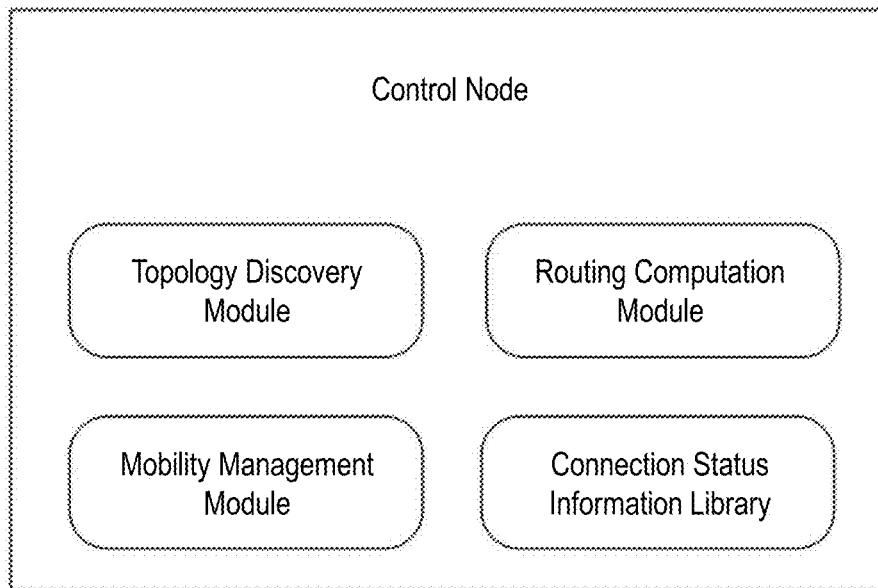 Control Node
Topology Discovery
Module
Routing Computation
Module
Mobility Management
Module
Connection Status
Information Library